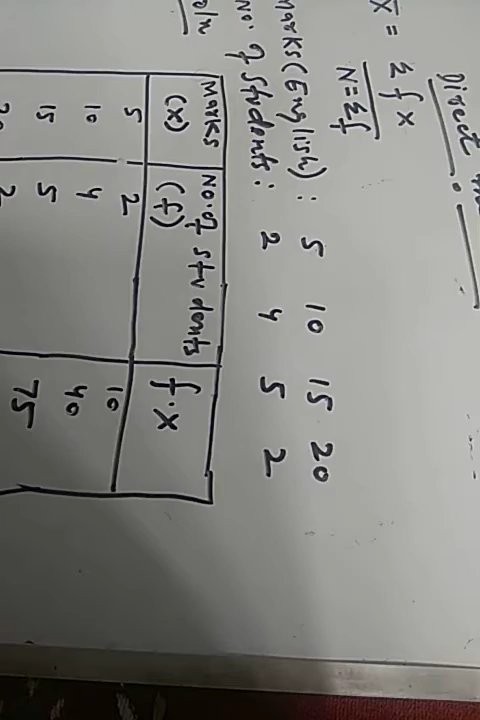 Direct
X̄ = Σ f x
N = Σf
Marks (English) : 5 10 15 20
No. of students : 2 4 5 2
Marks (x) No. of students (f) f.x
5 2 10
10 4 40
15 5 75
2